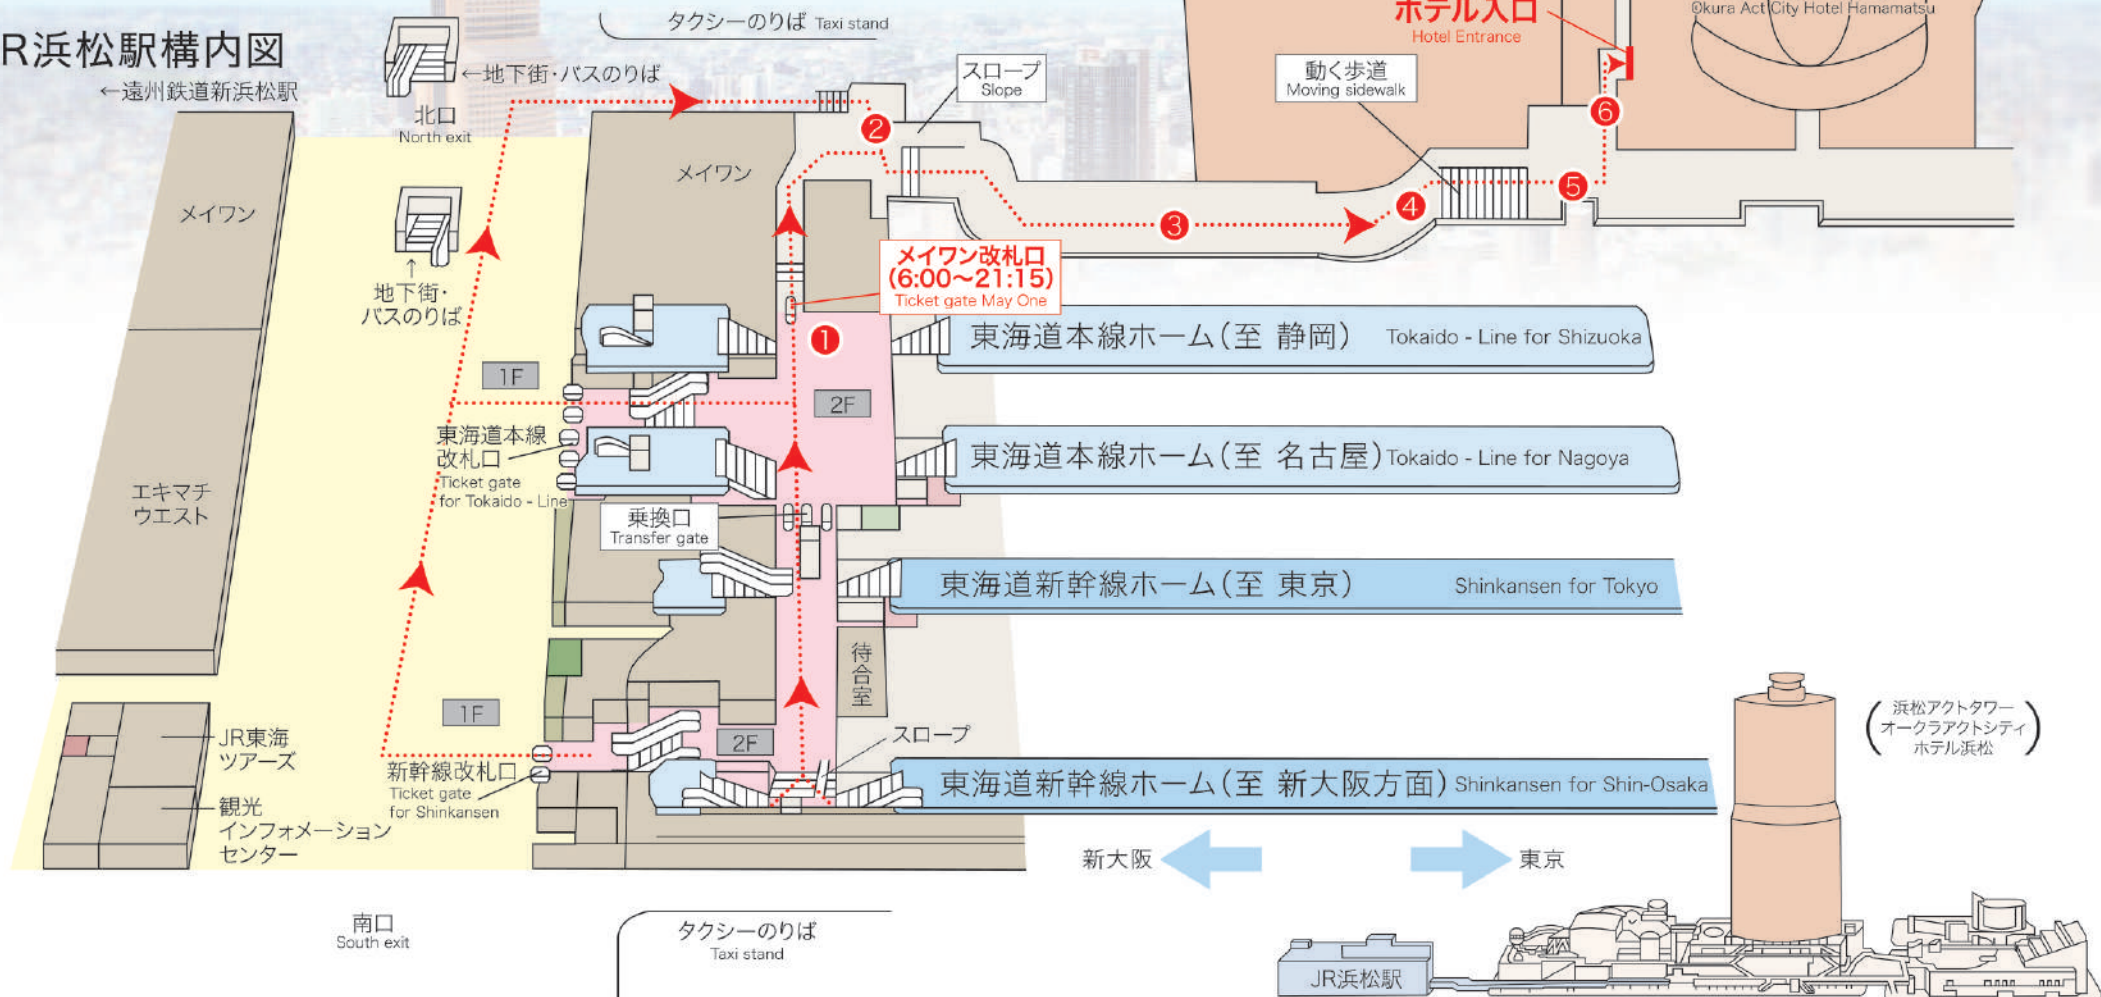 R浜松駅構内図
←遠州鉄道新浜松駅
←地下街・バスのりば
北口
North exit
タクシーのりば Taxi stand
スロープ
Slope
動く歩道
Moving sidewalk
ホテル入口
Hotel Entrance
Okura Act City Hotel Hamamatsu
メイワン
メイワン
↑
地下街・
バスのりば
❶
❷
❸
❹
❺
❻
メイワン改札口
(6:00〜21:15)
Ticket gate May One
1F
2F
東海道本線ホーム(至 静岡) Tokaido - Line for Shizuoka
東海道本線
改札口
Ticket gate
for Tokaido - Line
東海道本線ホーム(至 名古屋) Tokaido - Line for Nagoya
エキマチ
ウエスト
乗換口
Transfer gate
東海道新幹線ホーム(至 東京) Shinkansen for Tokyo
待合室
1F
2F
スロープ
JR東海
ツアーズ
新幹線改札口
Ticket gate
for Shinkansen
東海道新幹線ホーム(至 新大阪方面) Shinkansen for Shin-Osaka
観光
インフォメーション
センター
新大阪
東京
浜松アクトタワー
オークラアクトシティ
ホテル浜松
南口
South exit
タクシーのりば
Taxi stand
JR浜松駅